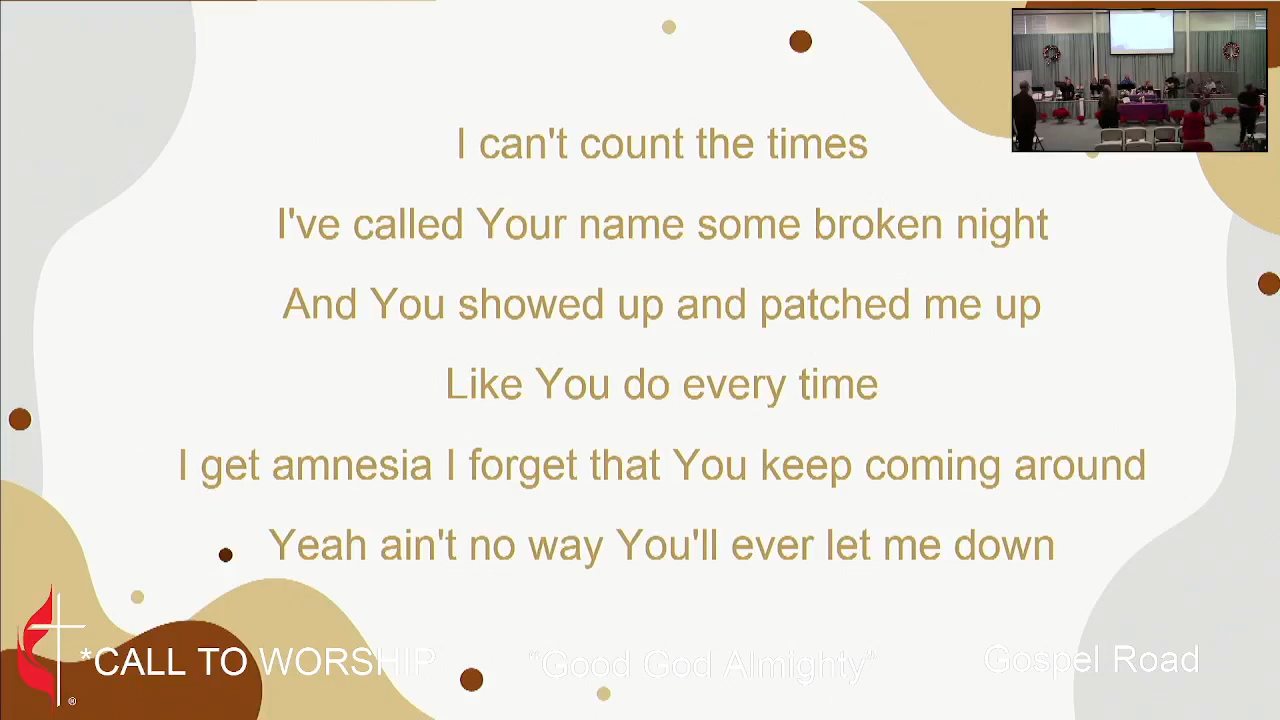 I can't count the times
I've called Your name some broken night
And You showed up and patched me up
Like You do every time
I get amnesia I forget that You keep coming around
Yeah ain't no way You'll ever let me down
*CALL TO WORSHIP "Good God Almighty" Gospel Road
®